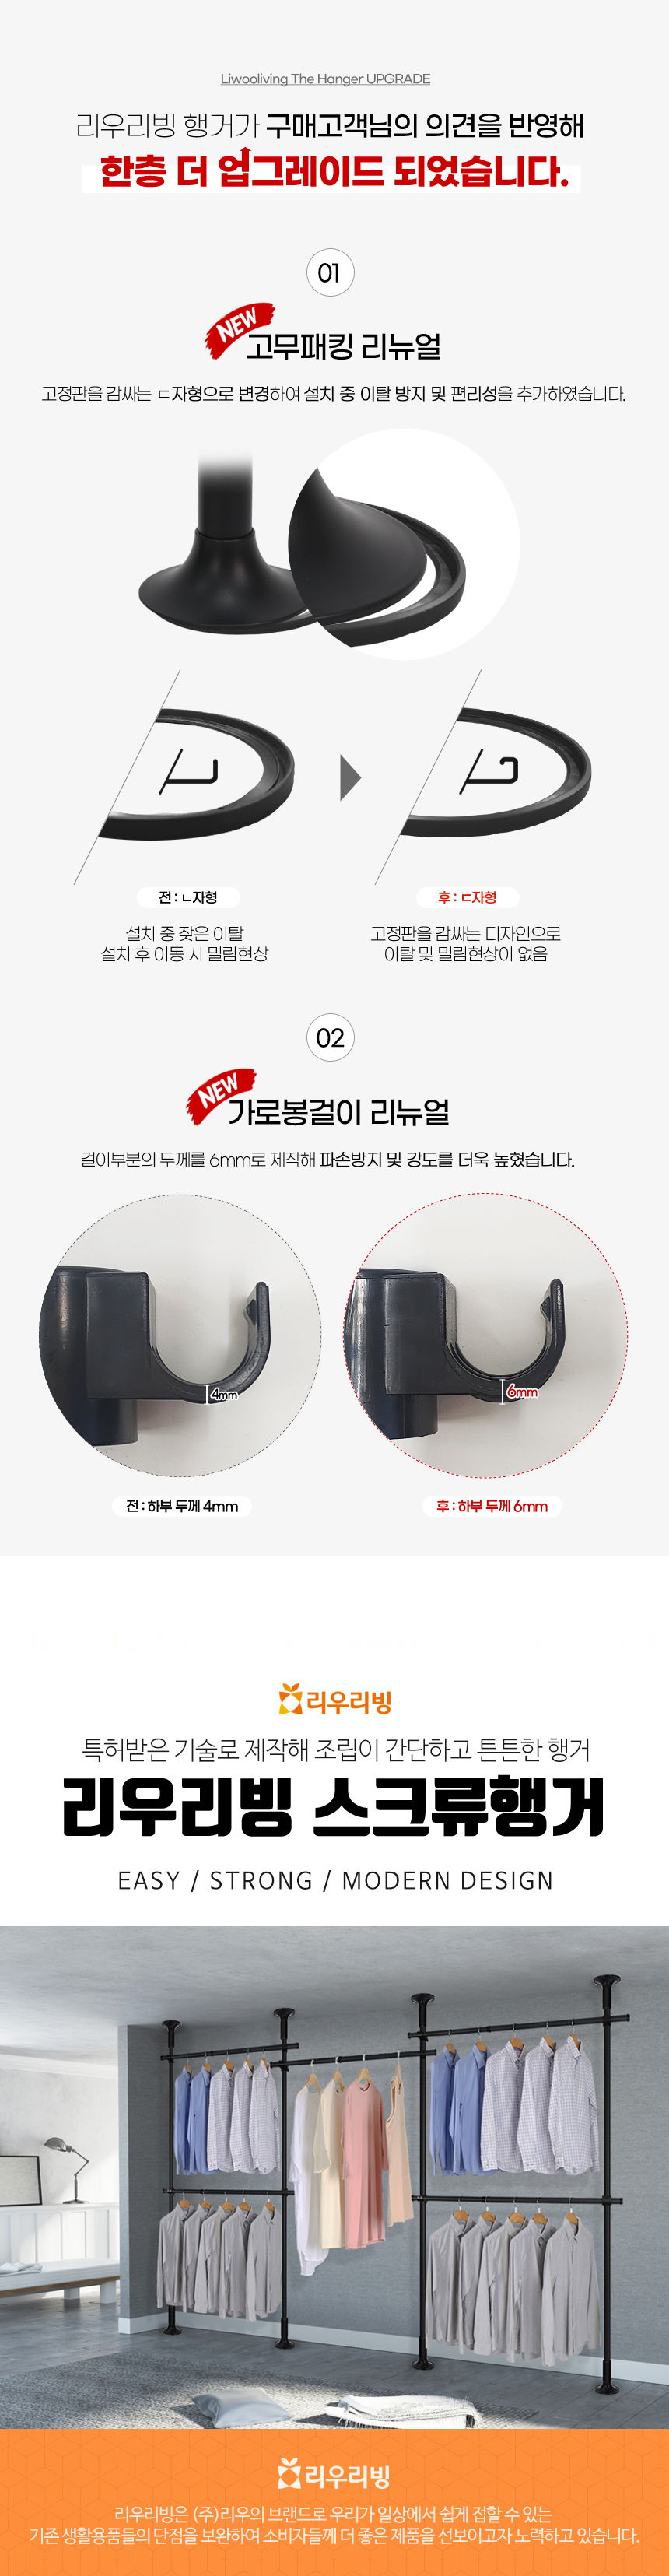 Liwooliving The Hanger UPGRADE
리우리빙 행거가 구매고객님의 의견을 반영해
한층 더 업그레이드 되었습니다.
01
NEW
고무패킹 리뉴얼
고정판을 감싸는 ㄷ자형으로 변경하여 설치 중 이탈 방지 및 편리성을 추가하였습니다.
전 : ㄴ자형
후 : ㄷ자형
설치 중 잦은 이탈
설치 후 이동 시 밀림현상
고정판을 감싸는 디자인으로
이탈 및 밀림현상이 없음
02
NEW
가로봉걸이 리뉴얼
걸이부분의 두께를 6mm로 제작해 파손방지 및 강도를 더욱 높혔습니다.
4mm
6mm
전 : 하부 두께 4mm
후 : 하부 두께 6mm
리우리빙
특허받은 기술로 제작해 조립이 간단하고 튼튼한 행거
리우리빙 스크류행거
EASY / STRONG / MODERN DESIGN
리우리빙
리우리빙은 (주)리우의 브랜드로 우리가 일상에서 쉽게 접할 수 있는
기존 생활용품들의 단점을 보완하여 소비자들께 더 좋은 제품을 선보이고자 노력하고 있습니다.